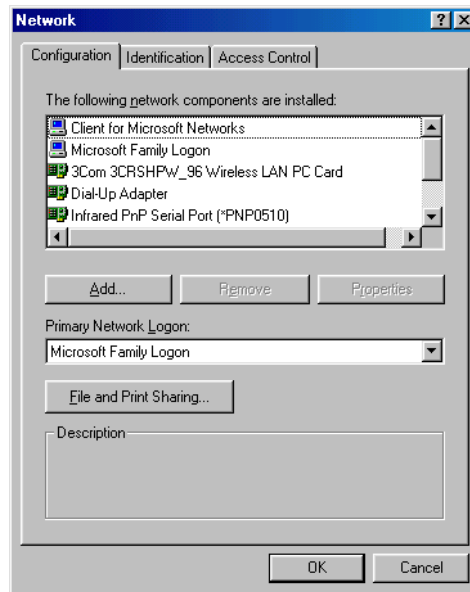 Network
Configuration Identification Access Control
The following network components are installed:
Client for Microsoft Networks
Microsoft Family Logon
3Com 3CRSHPW_96 Wireless LAN PC Card
Dial-Up Adapter
Infrared PnP Serial Port (*PNP0510)
Add... Remove Properties
Primary Network Logon:
Microsoft Family Logon
File and Print Sharing...
Description
OK Cancel